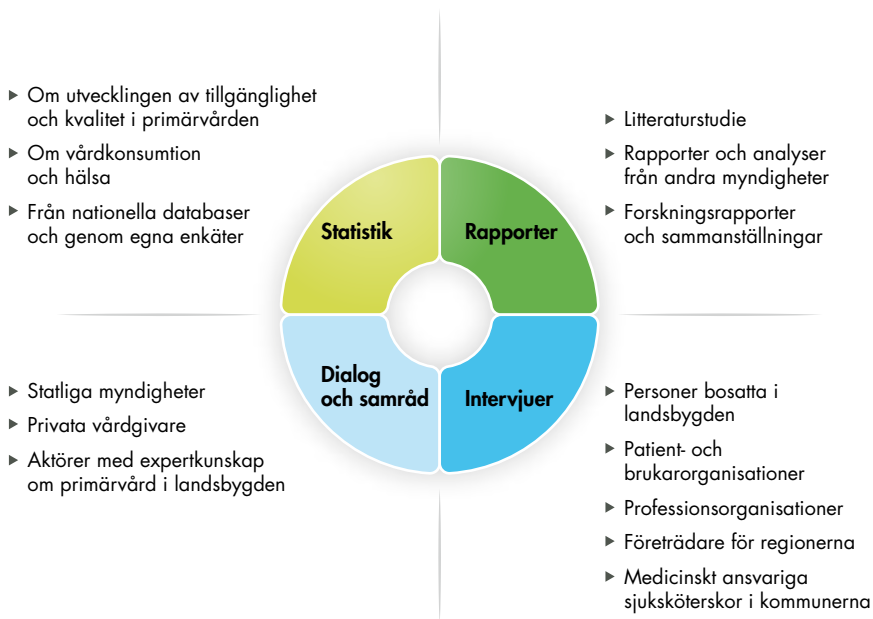 ► Om utvecklingen av tillgänglighet
och kvalitet i primärvården
► Om vårdkonsumtion
och hälsa
► Från nationella databaser
och genom egna enkäter
Statistik
► Litteraturstudie
► Rapporter och analyser
från andra myndigheter
► Forskningsrapporter
och sammanställningar
Rapporter
► Statliga myndigheter
► Privata vårdgivare
► Aktörer med expertkunskap
om primärvård i landsbygden
Dialog
och samråd
Intervjuer
► Personer bosatta i
landsbygden
► Patient- och
brukarorganisationer
► Professionsorganisationer
► Företrädare för regionerna
► Medicinskt ansvariga
sjuksköterskor i kommunerna